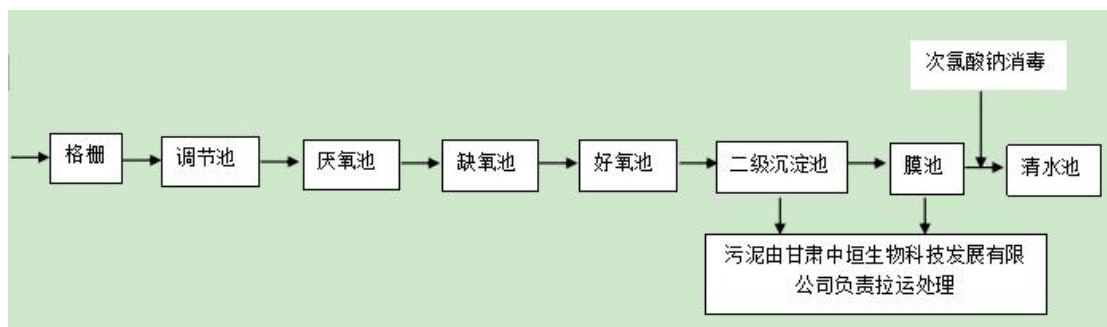 次氯酸钠消毒
格栅
调节池
厌氧池
缺氧池
好氧池
二级沉淀池
膜池
清水池
污泥由甘肃中垣生物科技发展有限
公司负责拉运处理